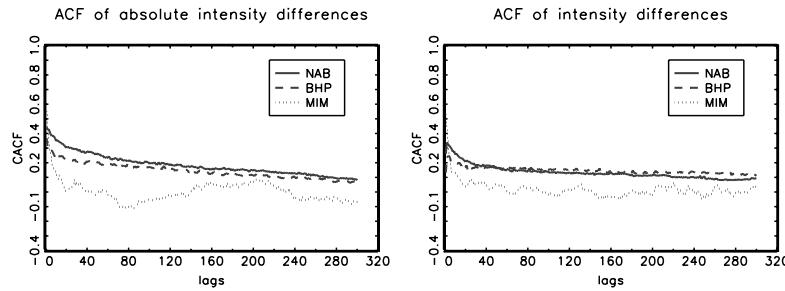 ACF of absolute intensity differences
CACF
1.0
0.8
0.6
0.4
0.2
-0.1
-0.4
NAB
BHP
MIM
0 40 80 120 160 200 240 280 320
lags
ACF of intensity differences
CACF
1.0
0.8
0.6
0.4
0.2
-0.1
-0.4
NAB
BHP
MIM
0 40 80 120 160 200 240 280 320
lags